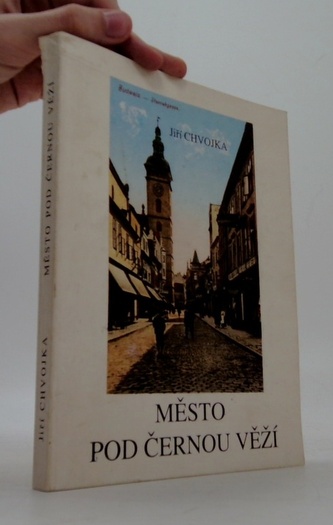 Jiří CHVOJKA
MĚSTO
POD ČERNOU VĚŽÍ
Jiří CHVOJKA MĚSTO POD ČERNOU VĚŽÍ